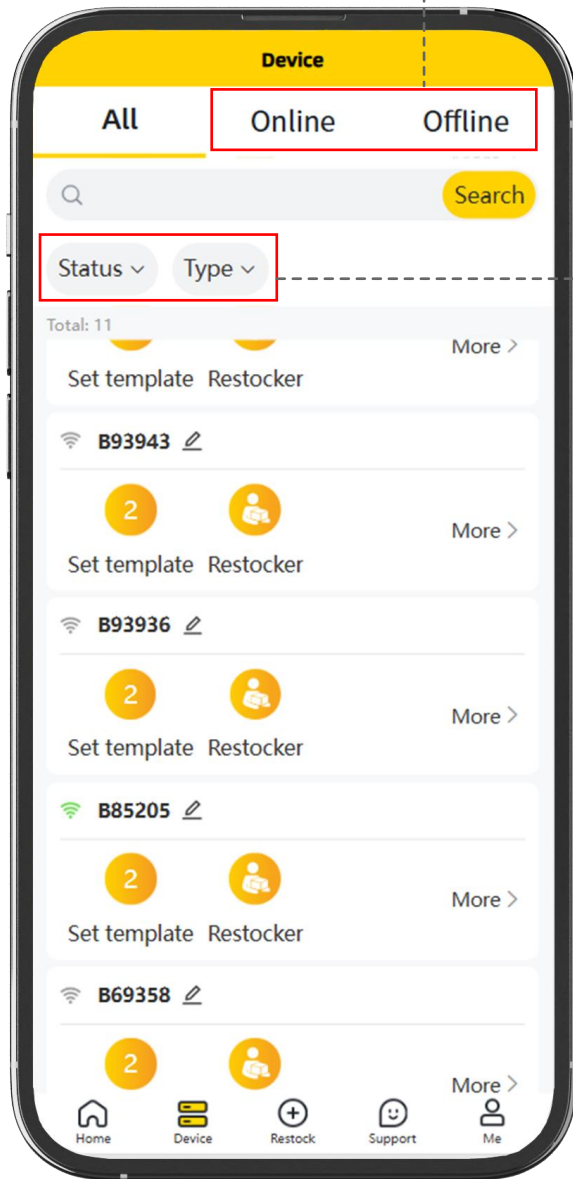 Device
All Online Offline
Search
Status Type
Total: 11
More >
Set template Restocker
B93943
2
More >
Set template Restocker
B93936
2
More >
Set template Restocker
B85205
2
More >
Set template Restocker
B69358
2
More >
Home Device Restock Support Me